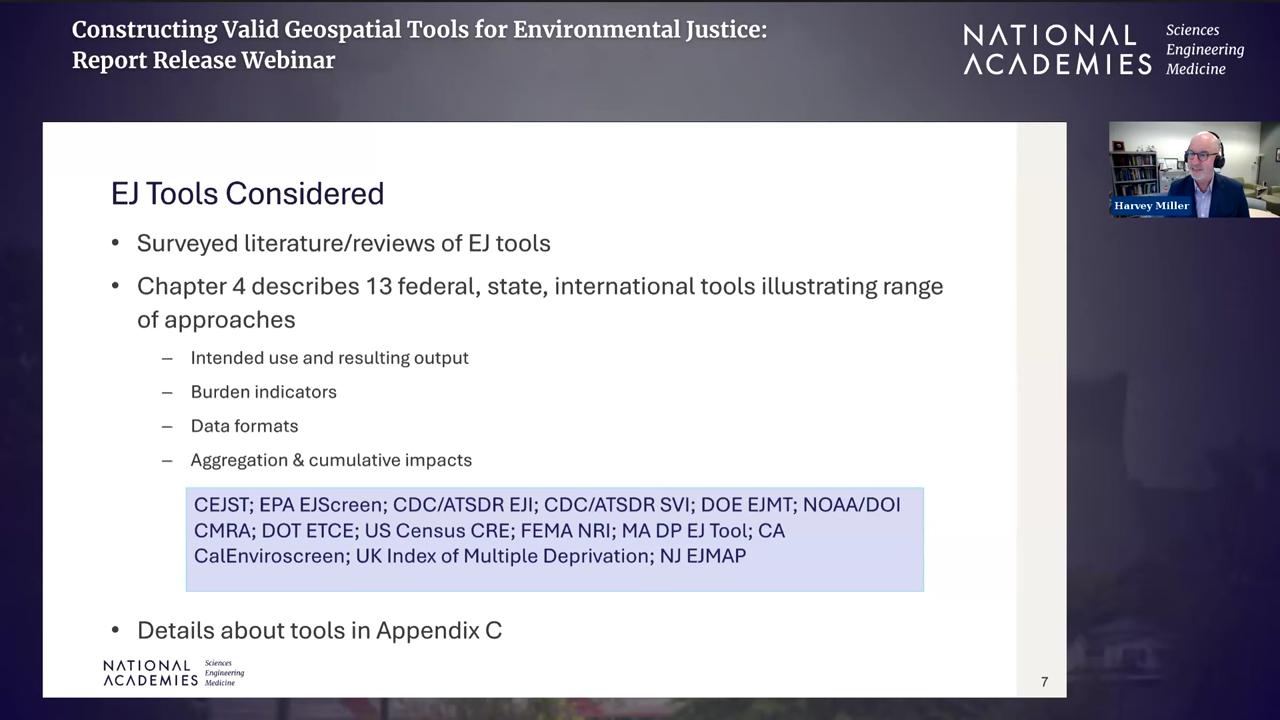 Constructing Valid Geospatial Tools for Environmental Justice:
Report Release Webinar
NATIONAL
ACADEMIES
Sciences
Engineering
Medicine
Harvey Miller
EJ Tools Considered
• Surveyed literature/reviews of EJ tools
• Chapter 4 describes 13 federal, state, international tools illustrating range
of approaches
– Intended use and resulting output
– Burden indicators
– Data formats
– Aggregation & cumulative impacts
CEJST; EPA EJScreen; CDC/ATSDR EJI; CDC/ATSDR SVI; DOE EJMT; NOAA/DOI
CMRA; DOT ETCE; US Census CRE; FEMA NRI; MA DP EJ Tool; CA
CalEnviroscreen; UK Index of Multiple Deprivation; NJ EJMAP
• Details about tools in Appendix C
NATIONAL
ACADEMIES
Sciences
Engineering
Medicine
7